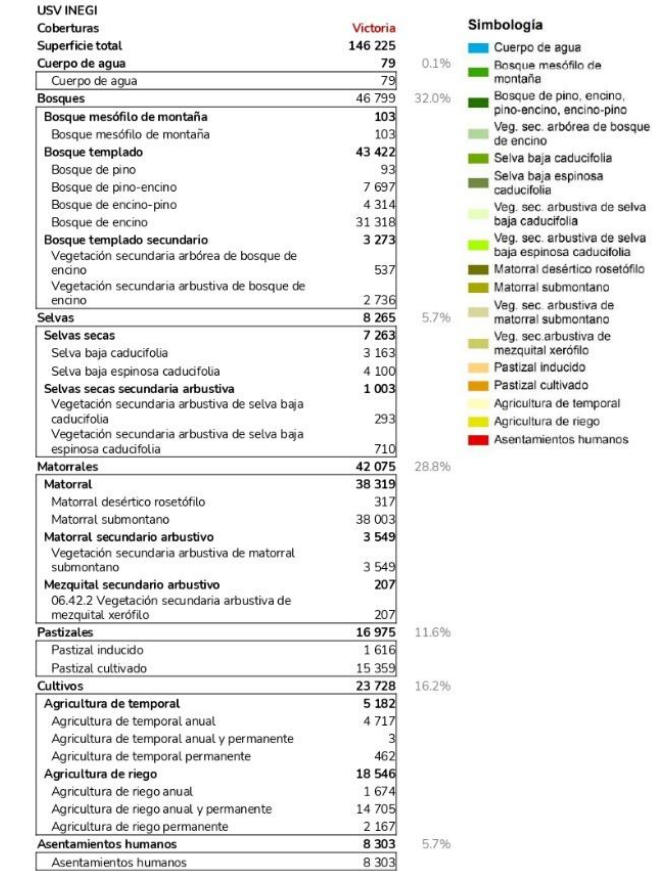 USV INEGI
Coberturas Victoria
Superficie total 146 225
Cuerpo de agua 79 0.1%
Cuerpo de agua 79
Bosques 46 799 32.0%
Bosque mesófilo de montaña 103
Bosque mesófilo de montaña 103
Bosque templado 43 422
Bosque de pino 93
Bosque de pino-encino 7 697
Bosque de encino-pino 4 314
Bosque de encino 31 318
Bosque templado secundario 3 273
Vegetación secundaria arbórea de bosque de
encino 537
Vegetación secundaria arbustiva de bosque de
encino 2 736
Selvas 8 265 5.7%
Selvas secas 7 263
Selva baja caducifolia 3 163
Selva baja espinosa caducifolia 4 100
Selvas secas secundaria arbustiva 1 003
Vegetación secundaria arbustiva de selva baja
caducifolia 293
Vegetación secundaria arbustiva de selva baja
espinosa caducifolia 710
Matorrales 42 075 28.8%
Matorral 38 319
Matorral desértico rosetófilo 317
Matorral submontano 38 003
Matorral secundario arbustivo 3 549
Vegetación secundaria arbustiva de matorral
submontano 3 549
Mezquital secundario arbustivo 207
06.42.2 Vegetación secundaria arbustiva de
mezquital xerófilo 207
Pastizales 16 975 11.6%
Pastizal inducido 1 616
Pastizal cultivado 15 359
Cultivos 23 728 16.2%
Agricultura de temporal 5 182
Agricultura de temporal anual 4 717
Agricultura de temporal anual y permanente 3
Agricultura de temporal permanente 462
Agricultura de riego 18 546
Agricultura de riego anual 1 674
Agricultura de riego anual y permanente 14 705
Agricultura de riego permanente 2 167
Asentamientos humanos 8 303 5.7%
Asentamientos humanos 8 303
Simbología
Cuerpo de agua
Bosque mesófilo de
montaña
Bosque de pino, encino,
pino-encino, encino-pino
Veg. sec. arbórea de bosque
de encino
Selva baja caducifolia
Selva baja espinosa
caducifolia
Veg. sec. arbustiva de selva
baja caducifolia
Veg. sec. arbustiva de selva
baja espinosa caducifolia
Matorral desértico rosetófilo
Matorral submontano
Veg. sec. arbustiva de
matorral submontano
Veg. sec.arbustiva de
mezquital xerófilo
Pastizal inducido
Pastizal cultivado
Agricultura de temporal
Agricultura de riego
Asentamientos humanos